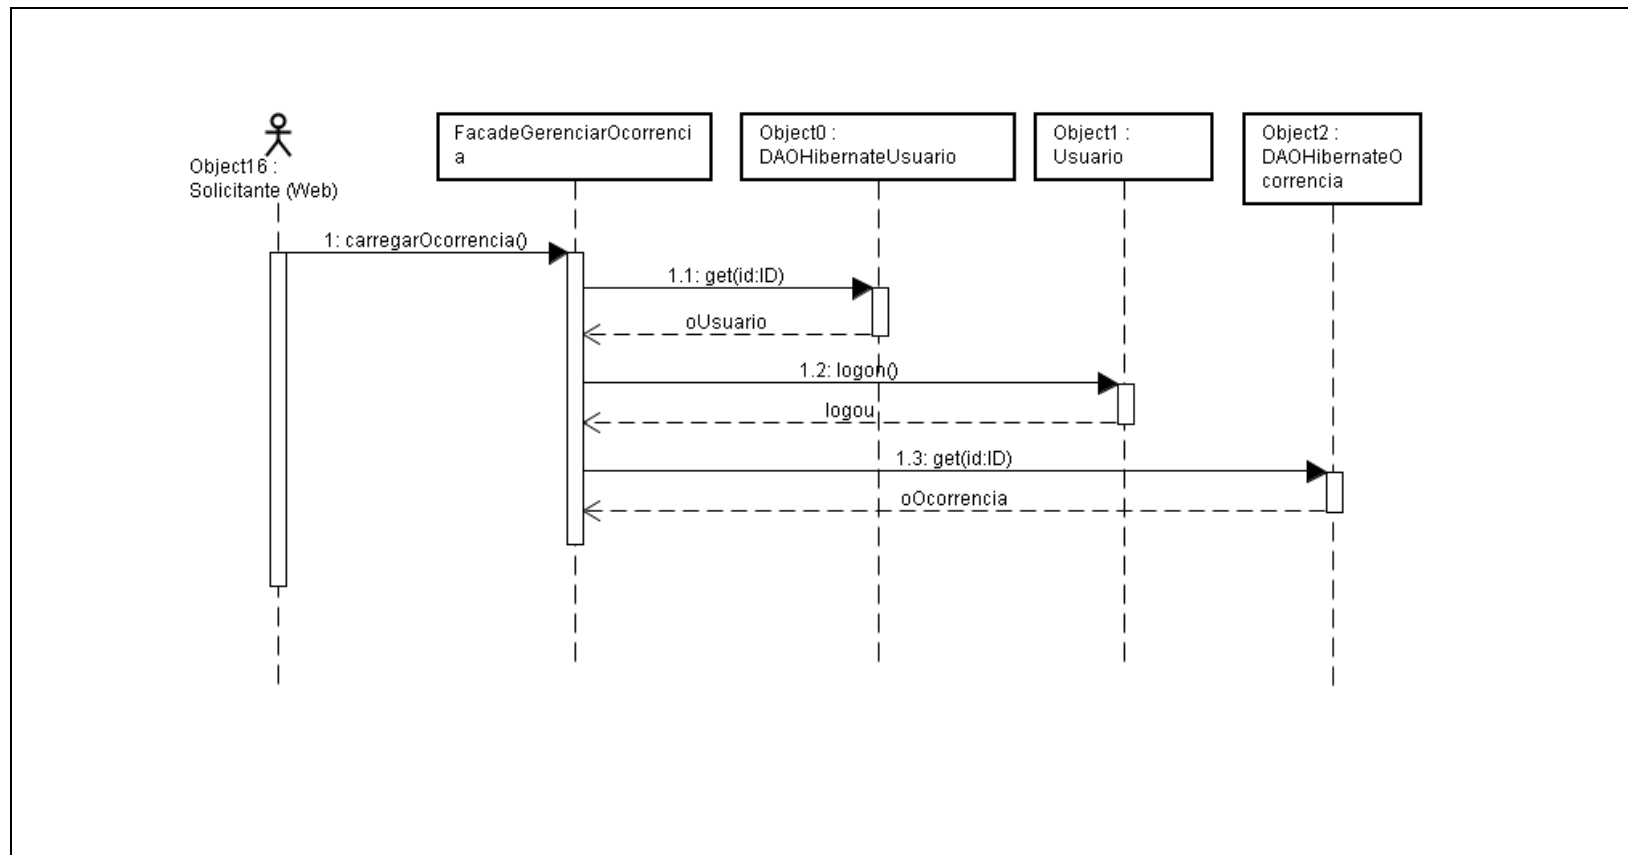 Object16 :
Solicitante (Web)
FacadeGerenciarOcorrenci
a
Object0 :
DAOHibernateUsuario
Object1 :
Usuario
Object2 :
DAOHibernateO
correncia
1: carregarOcorrencia()
1.1: get(id:ID)
oUsuario
1.2: logon()
logou
1.3: get(id:ID)
oOcorrencia